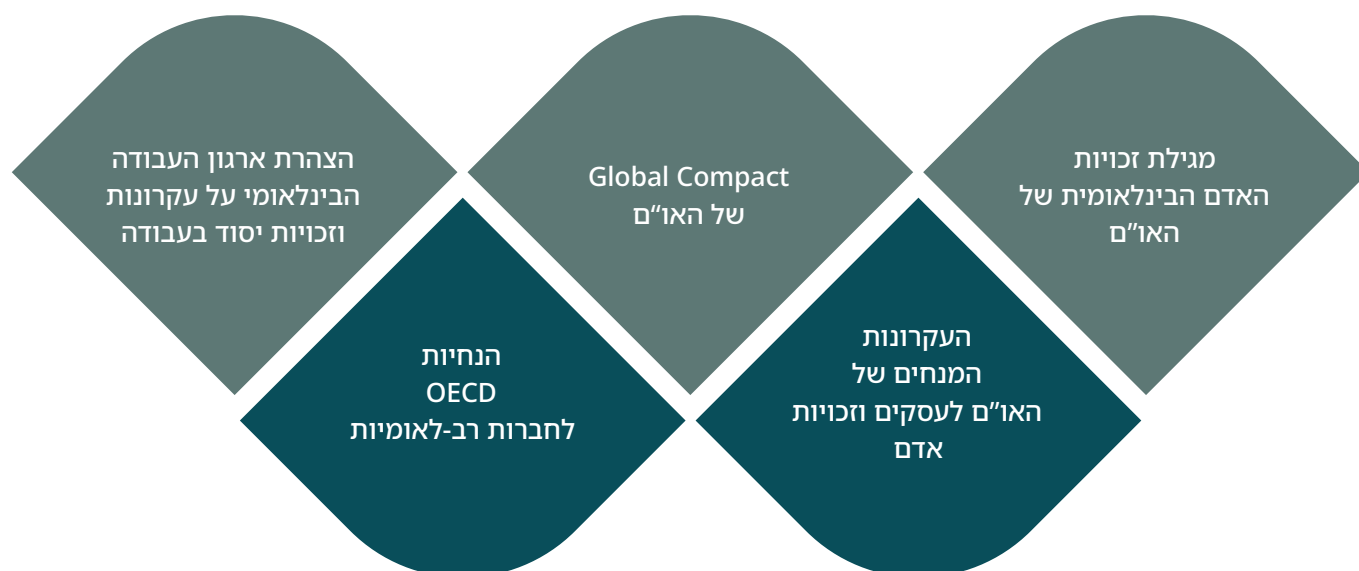 מגילת זכויות
האדם הבינלאומית של
האו”ם
העקרונות
המנחים של
האו”ם לעסקים וזכויות
אדם
Global Compact
של האו“ם
הנחיות
OECD
לחברות רב-לאומיות
הצהרת ארגון העבודה
הבינלאומי על עקרונות
וזכויות יסוד בעבודה